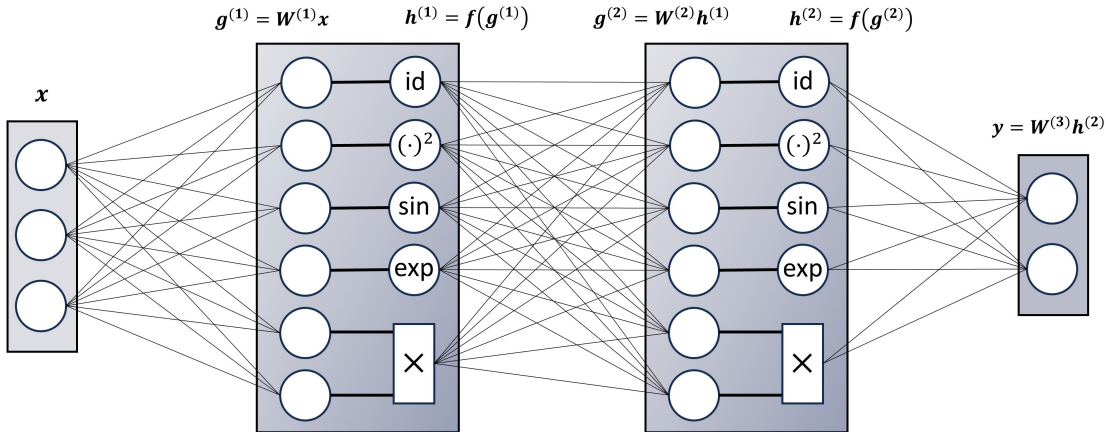 g⁽¹⁾ = W⁽¹⁾x
h⁽¹⁾ = f(g⁽¹⁾)
g⁽²⁾ = W⁽²⁾h⁽¹⁾
h⁽²⁾ = f(g⁽²⁾)
x
y = W⁽³⁾h⁽²⁾
id
(·)²
sin
exp
×
id
(·)²
sin
exp
×